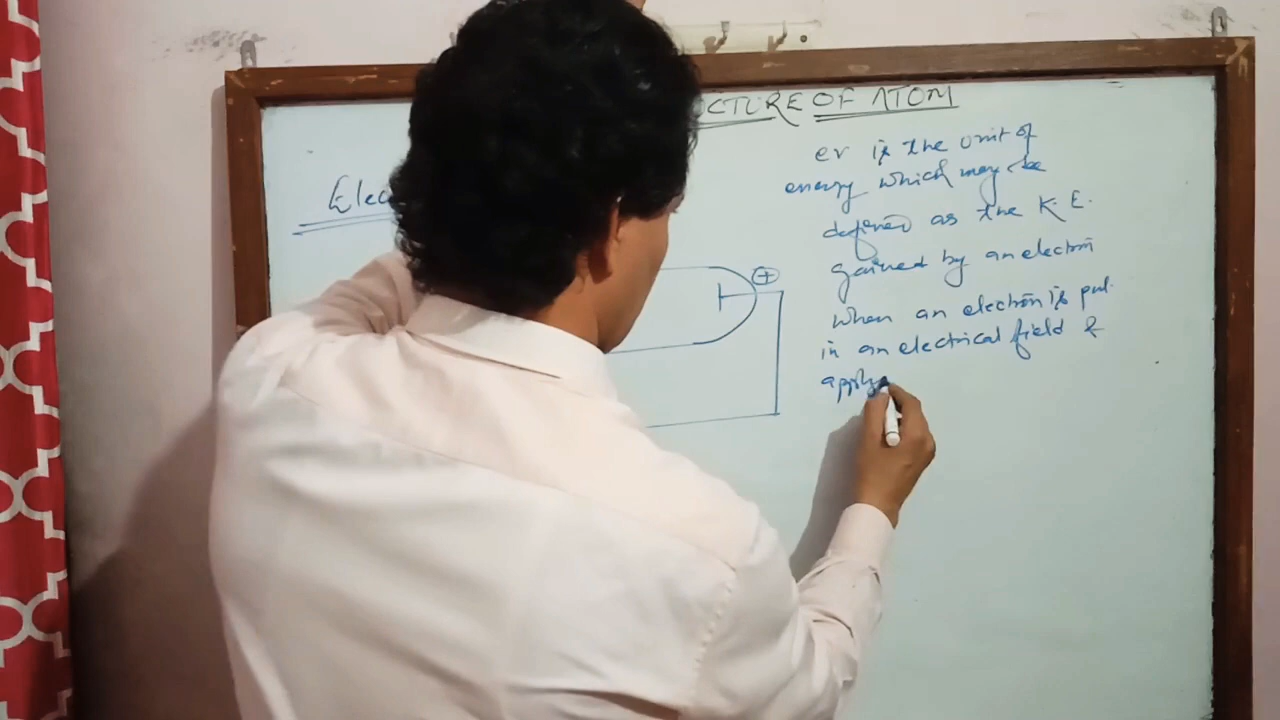 CTURE OF ATOM
Elec
ev is the unit of
energy which may be
defined as the K.E.
gained by an electron
when an electron is put
in an electrical field &
apply
+